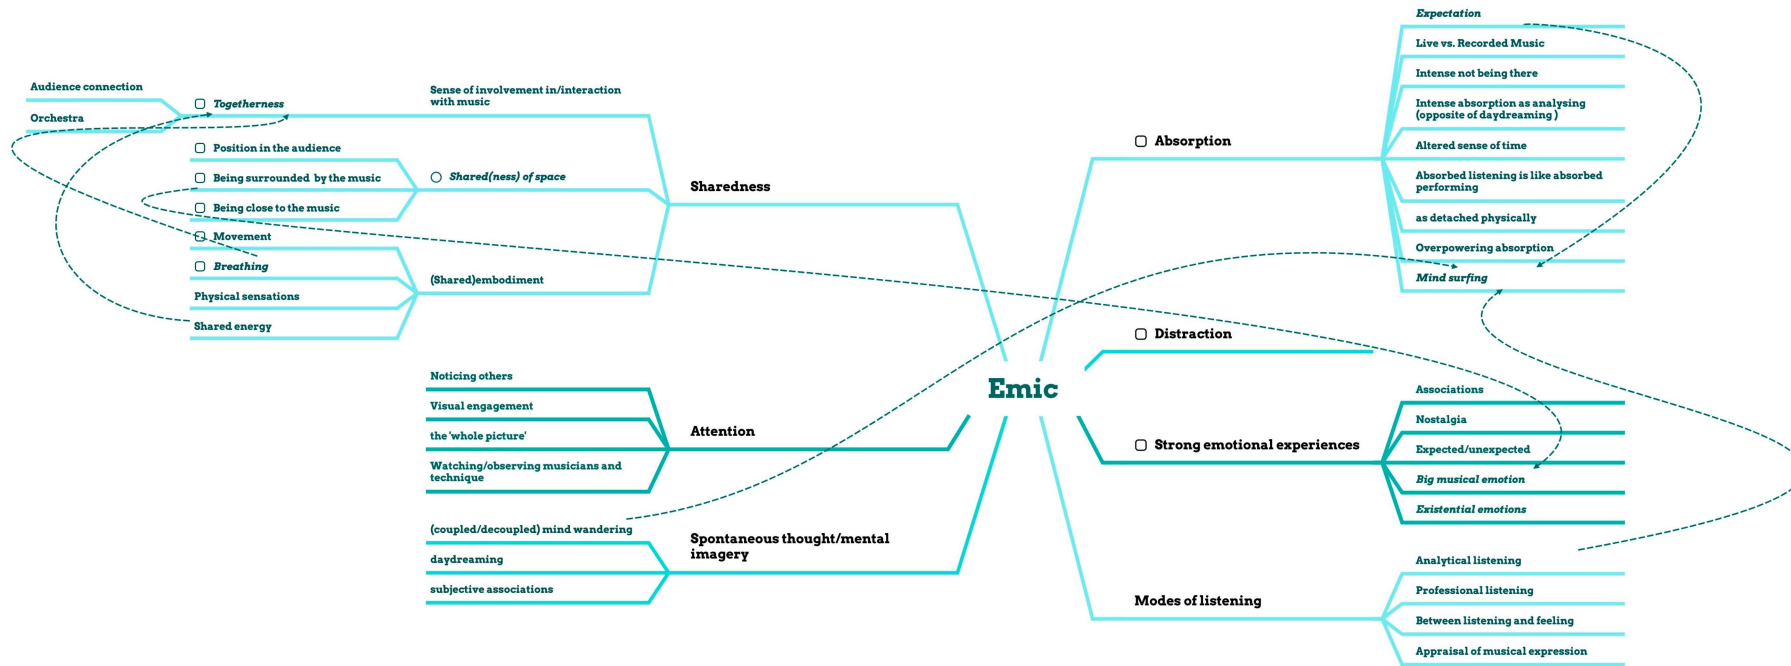 Audience connection
Orchestra
Togetherness
Sense of involvement in/interaction
with music
Position in the audience
Being surrounded by the music
Being close to the music
Shared(ness) of space
Movement
Breathing
Physical sensations
Shared energy
(Shared)embodiment
Sharedness
Noticing others
Visual engagement
the 'whole picture'
Watching/observing musicians and
technique
Attention
(coupled/decoupled) mind wandering
daydreaming
subjective associations
Spontaneous thought/mental
imagery
Emic
Absorption
Expectation
Live vs. Recorded Music
Intense not being there
Intense absorption as analysing
(opposite of daydreaming )
Altered sense of time
Absorbed listening is like absorbed
performing
as detached physically
Overpowering absorption
Mind surfing
Distraction
Strong emotional experiences
Associations
Nostalgia
Expected/unexpected
Big musical emotion
Existential emotions
Modes of listening
Analytical listening
Professional listening
Between listening and feeling
Appraisal of musical expression